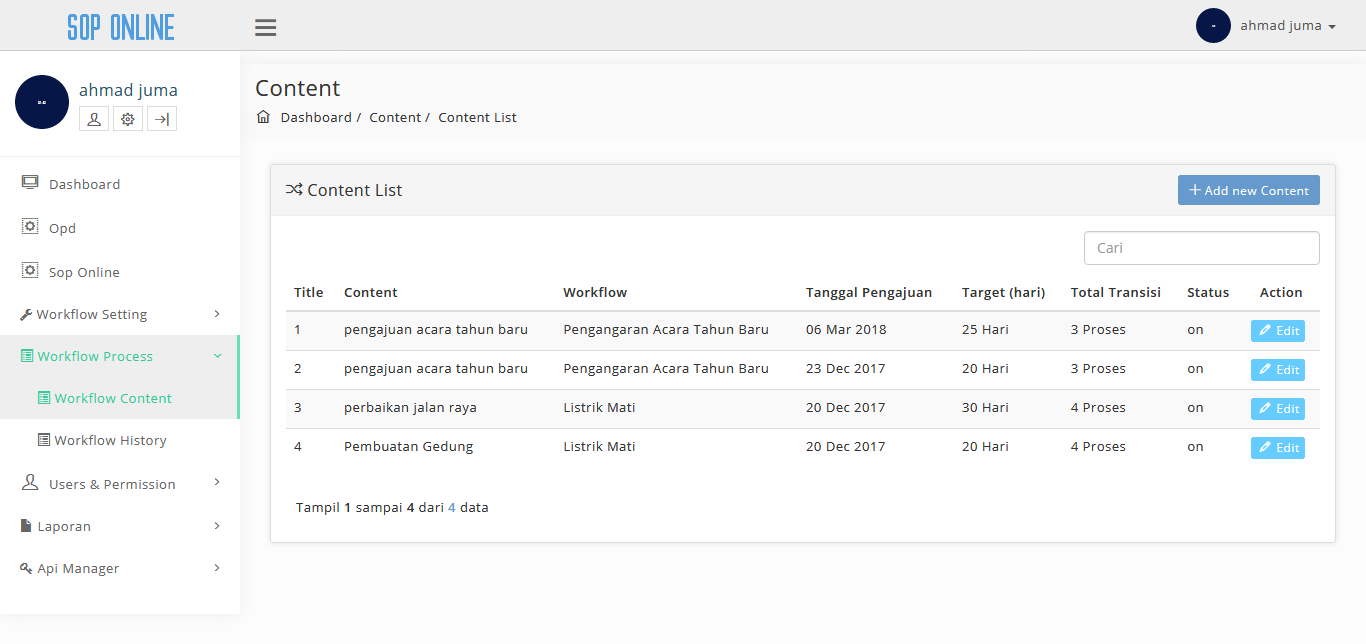 SOP ONLINE
ahmad juma
ahmad juma
Dashboard
Opd
Sop Online
Workflow Setting
Workflow Process
Workflow Content
Workflow History
Users & Permission
Laporan
Api Manager
Content
Dashboard / Content / Content List
Content List
+ Add new Content
Cari
Title Content Workflow Tanggal Pengajuan Target (hari) Total Transisi Status Action
1 pengajuan acara tahun baru Pengangaran Acara Tahun Baru 06 Mar 2018 25 Hari 3 Proses on Edit
2 pengajuan acara tahun baru Pengangaran Acara Tahun Baru 23 Dec 2017 20 Hari 3 Proses on Edit
3 perbaikan jalan raya Listrik Mati 20 Dec 2017 30 Hari 4 Proses on Edit
4 Pembuatan Gedung Listrik Mati 20 Dec 2017 20 Hari 4 Proses on Edit
Tampil 1 sampai 4 dari 4 data